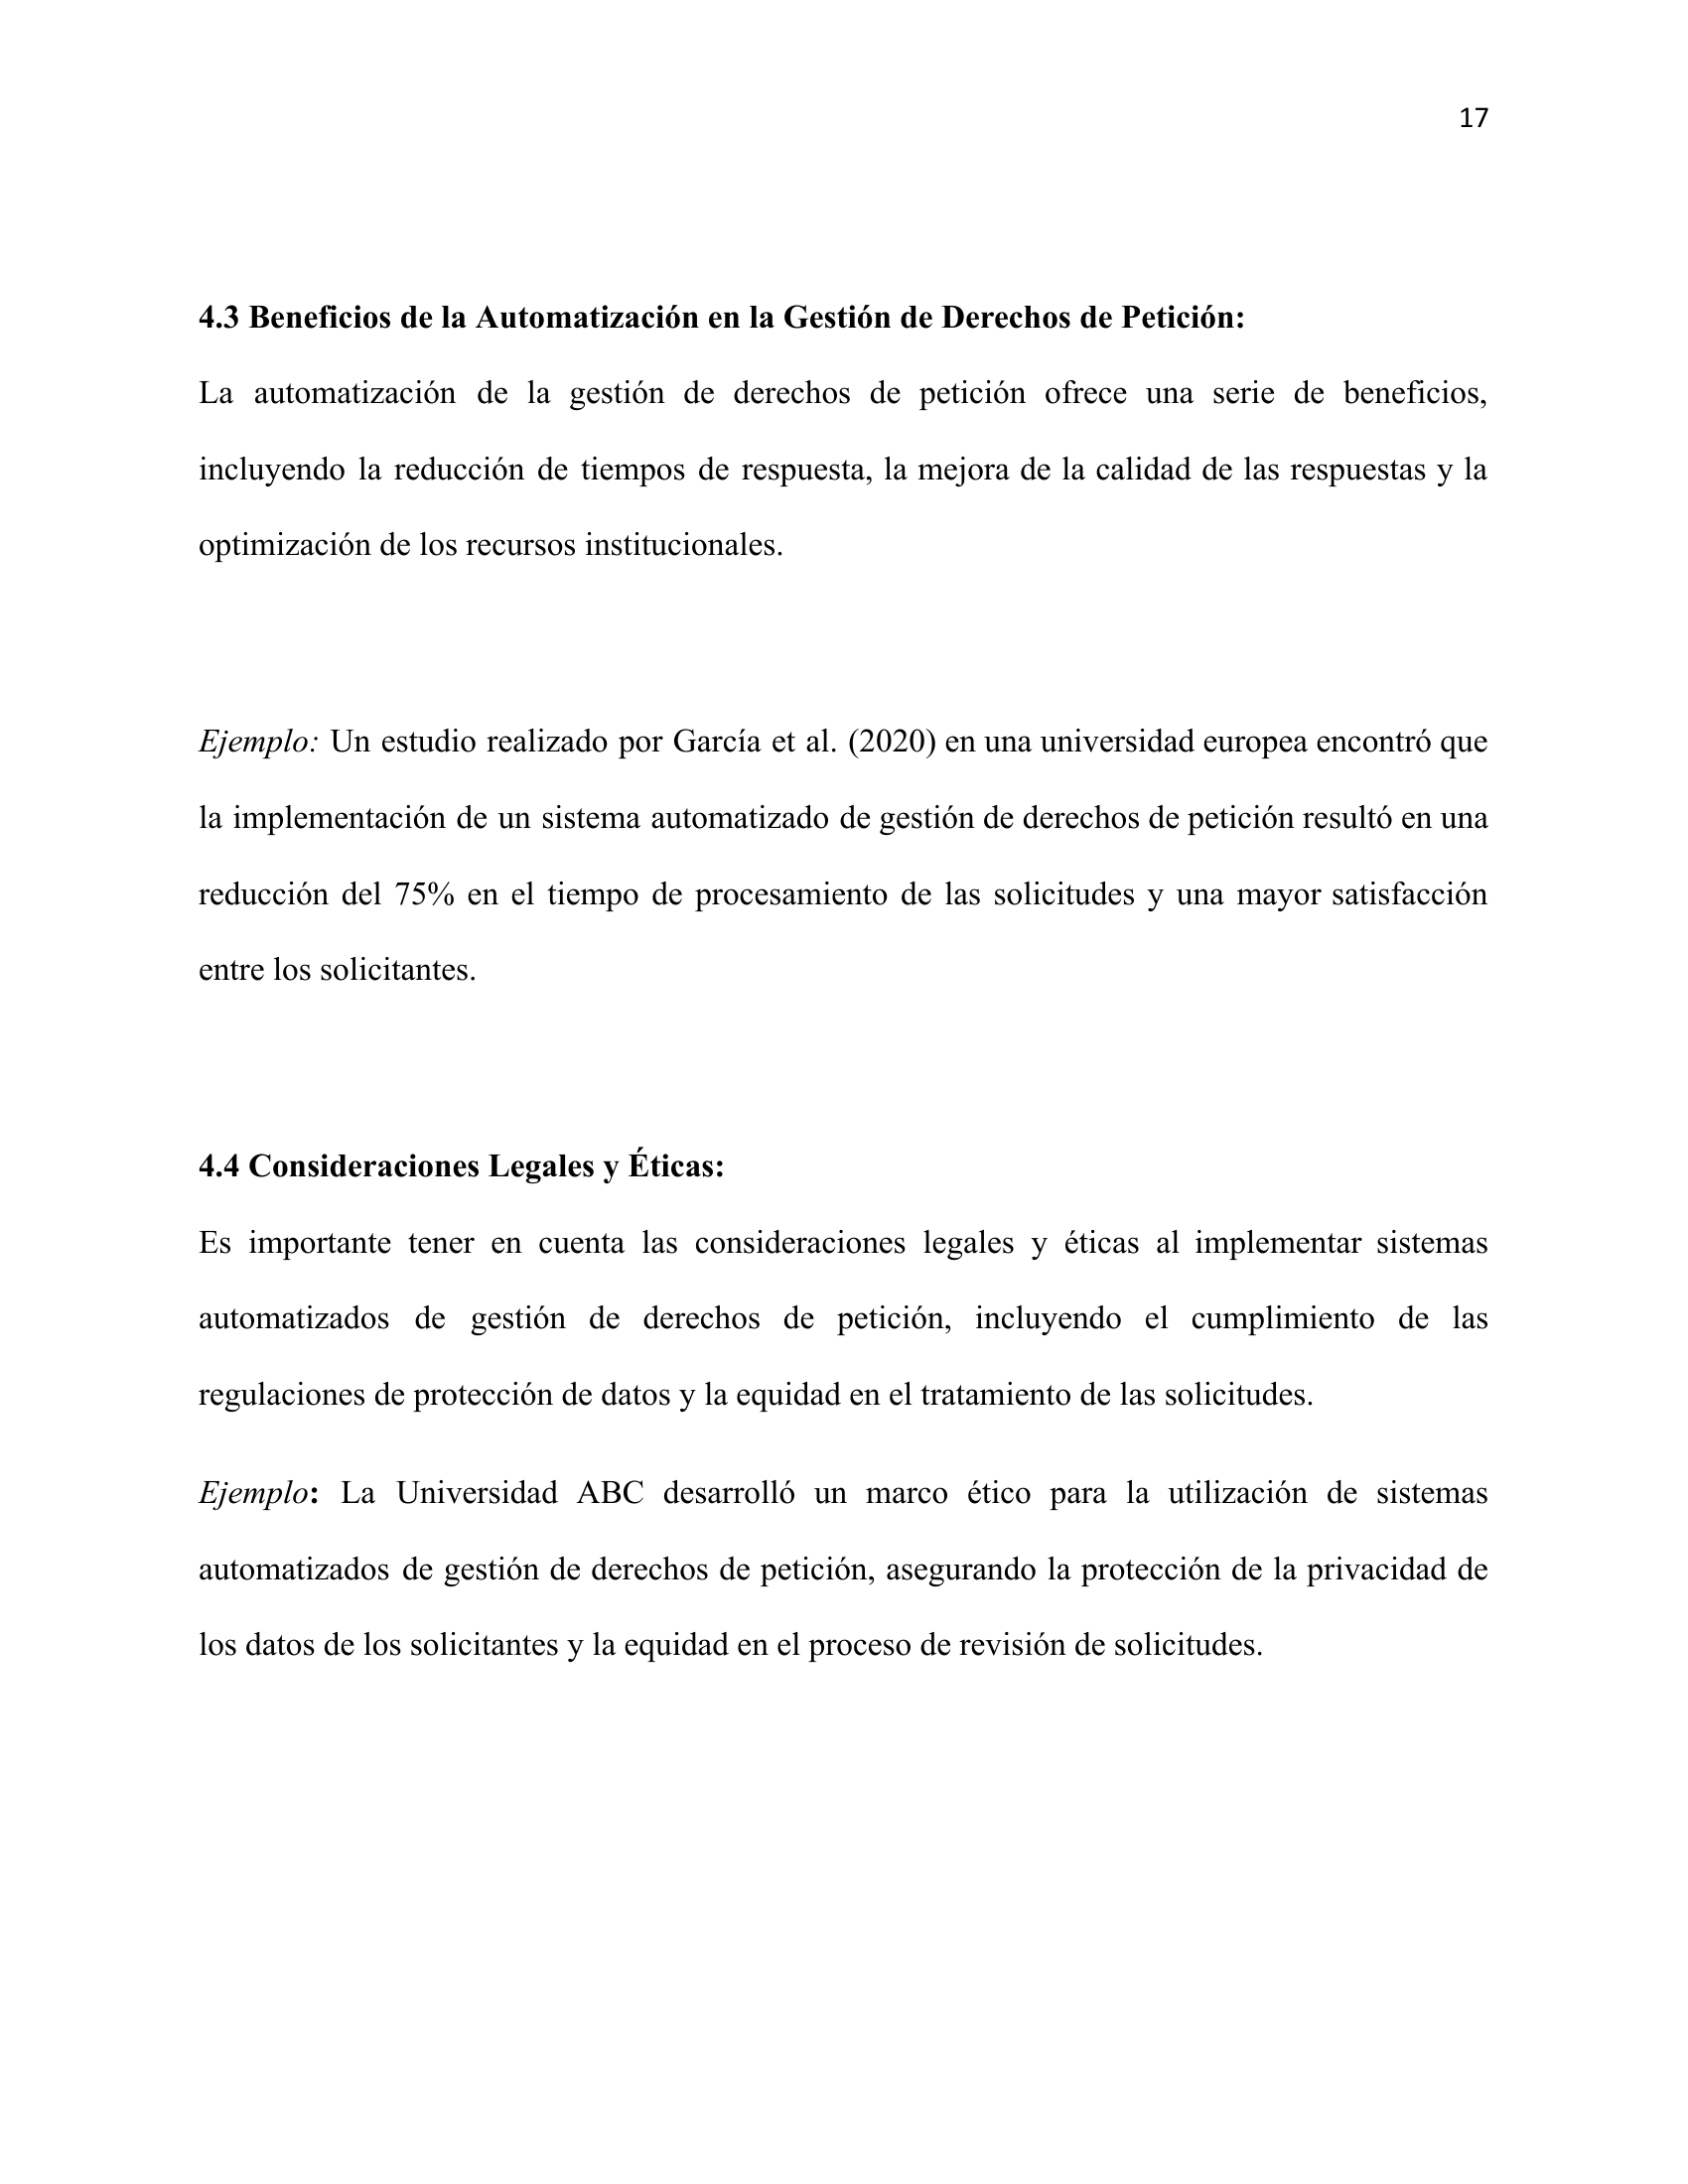 17
4.3 Beneficios de la Automatización en la Gestión de Derechos de Petición:
La automatización de la gestión de derechos de petición ofrece una serie de beneficios,
incluyendo la reducción de tiempos de respuesta, la mejora de la calidad de las respuestas y la
optimización de los recursos institucionales.
Ejemplo: Un estudio realizado por García et al. (2020) en una universidad europea encontró que
la implementación de un sistema automatizado de gestión de derechos de petición resultó en una
reducción del 75% en el tiempo de procesamiento de las solicitudes y una mayor satisfacción
entre los solicitantes.
4.4 Consideraciones Legales y Éticas:
Es importante tener en cuenta las consideraciones legales y éticas al implementar sistemas
automatizados de gestión de derechos de petición, incluyendo el cumplimiento de las
regulaciones de protección de datos y la equidad en el tratamiento de las solicitudes.
Ejemplo: La Universidad ABC desarrolló un marco ético para la utilización de sistemas
automatizados de gestión de derechos de petición, asegurando la protección de la privacidad de
los datos de los solicitantes y la equidad en el proceso de revisión de solicitudes.